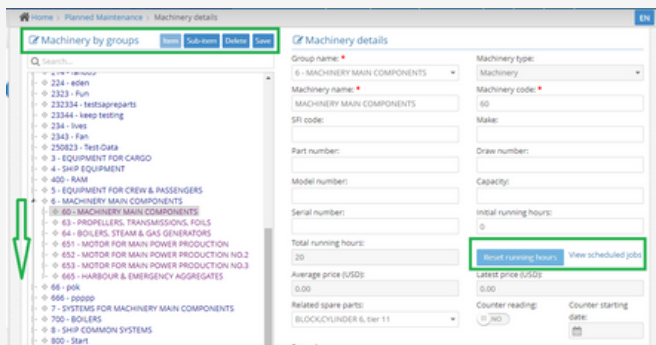 Home > Planned Maintenance > Machinery details
EN
Machinery by groups
Item
Sub-item
Delete
Save
Search...
224 - eden
2323 - Fun
232334 - testsapreparts
23344 - keep testing
234 - lives
2343 - Fan
250823 - Test-Data
3 - EQUIPMENT FOR CARGO
4 - SHIP EQUIPMENT
400 - RAM
5 - EQUIPMENT FOR CREW & PASSENGERS
6 - MACHINERY MAIN COMPONENTS
60 - MACHINERY MAIN COMPONENTS
63 - PROPELLERS, TRANSMISSIONS, FOILS
64 - BOILERS, STEAM & GAS GENERATORS
651 - MOTOR FOR MAIN POWER PRODUCTION
652 - MOTOR FOR MAIN POWER PRODUCTION NO.2
653 - MOTOR FOR MAIN POWER PRODUCTION NO.3
665 - HARBOUR & EMERGENCY AGGREGATES
66 - pok
666 - ppppp
7 - SYSTEMS FOR MACHINERY MAIN COMPONENTS
700 - BOILERS
8 - SHIP COMMON SYSTEMS
800 - Start
Machinery details
Group name: *
Machinery type:
6 - MACHINERY MAIN COMPONENTS
Machinery
Machinery name: *
Machinery code: *
MACHINERY MAIN COMPONENTS
60
SFI code:
Make:
Part number:
Draw number:
Model number:
Capacity:
Serial number:
Initial running hours:
0
Total running hours:
20
Reset running hours
View scheduled jobs
Average price (USD):
Latest price (USD):
0.00
0.00
Related spare parts:
Counter reading:
Counter starting
date:
BLOCK,CYLINDER 6, tier 11
NO